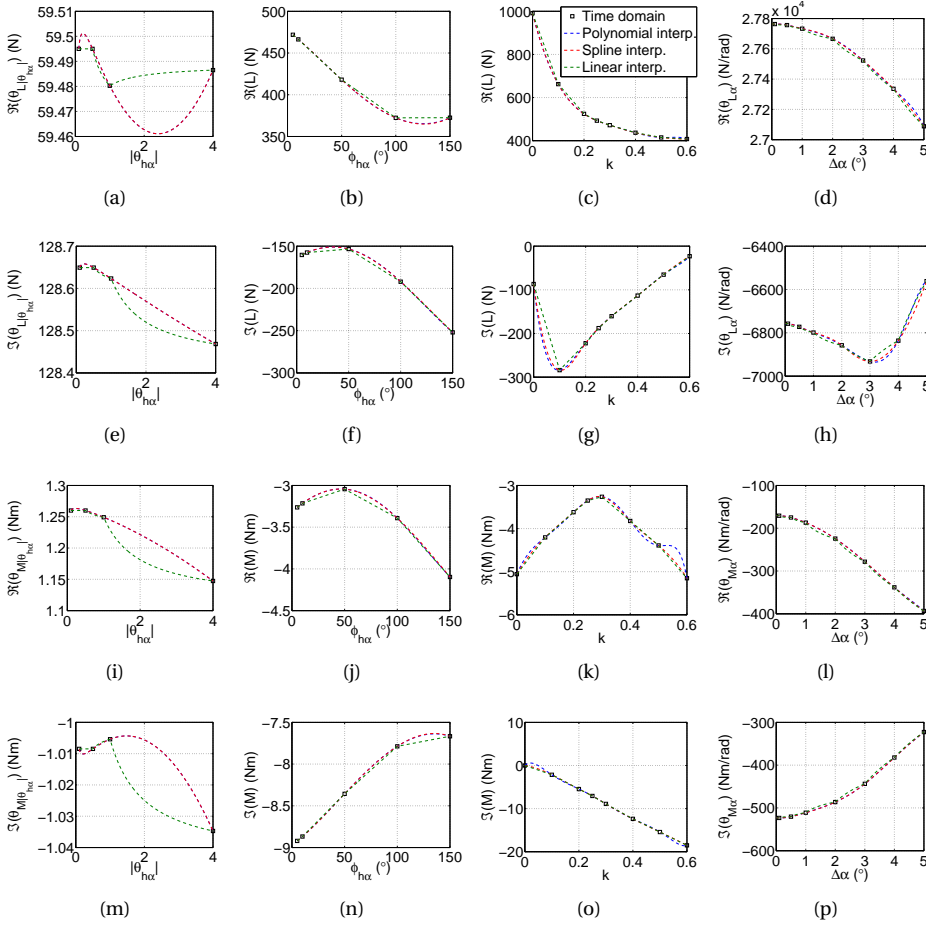 59.51
59.5
59.49
59.48
59.47
59.46
ℜ(θ_L|θ_hα|) (N)
0 2 4
|θ_hα|
(a)
500
450
400
350
ℜ(L) (N)
0 50 100 150
ϕ_hα (°)
(b)
1000
800
600
400
ℜ(L) (N)
0 0.2 0.4 0.6
k
Time domain
Polynomial interp.
Spline interp.
Linear interp.
(c)
x 10^4
2.78
2.76
2.74
2.72
2.7
ℜ(θ_Lα) (N/rad)
0 1 2 3 4 5
Δα (°)
(d)
128.7
128.6
128.5
128.4
ℑ(θ_L|θ_hα|) (N)
0 2 4
|θ_hα|
(e)
−150
−200
−250
−300
ℑ(L) (N)
0 50 100 150
ϕ_hα (°)
(f)
0
−100
−200
−300
ℑ(L) (N)
0 0.2 0.4 0.6
k
(g)
−6400
−6600
−6800
−7000
ℑ(θ_Lα) (N/rad)
0 1 2 3 4 5
Δα (°)
(h)
1.3
1.25
1.2
1.15
1.1
ℜ(θ_M|θ_hα|) (Nm)
0 2 4
|θ_hα|
(i)
−3
−3.5
−4
−4.5
ℜ(M) (Nm)
0 50 100 150
ϕ_hα (°)
(j)
−3
−4
−5
−6
ℜ(M) (Nm)
0 0.2 0.4 0.6
k
(k)
−100
−200
−300
−400
ℜ(θ_Mα) (Nm/rad)
0 1 2 3 4 5
Δα (°)
(l)
−1
−1.01
−1.02
−1.03
−1.04
ℑ(θ_M|θ_hα|) (Nm)
0 2 4
|θ_hα|
(m)
−7.5
−8
−8.5
−9
ℑ(M) (Nm)
0 50 100 150
ϕ_hα (°)
(n)
10
0
−10
−20
ℑ(M) (Nm)
0 0.2 0.4 0.6
k
(o)
−300
−400
−500
−600
ℑ(θ_Mα) (Nm/rad)
0 1 2 3 4 5
Δα (°)
(p)